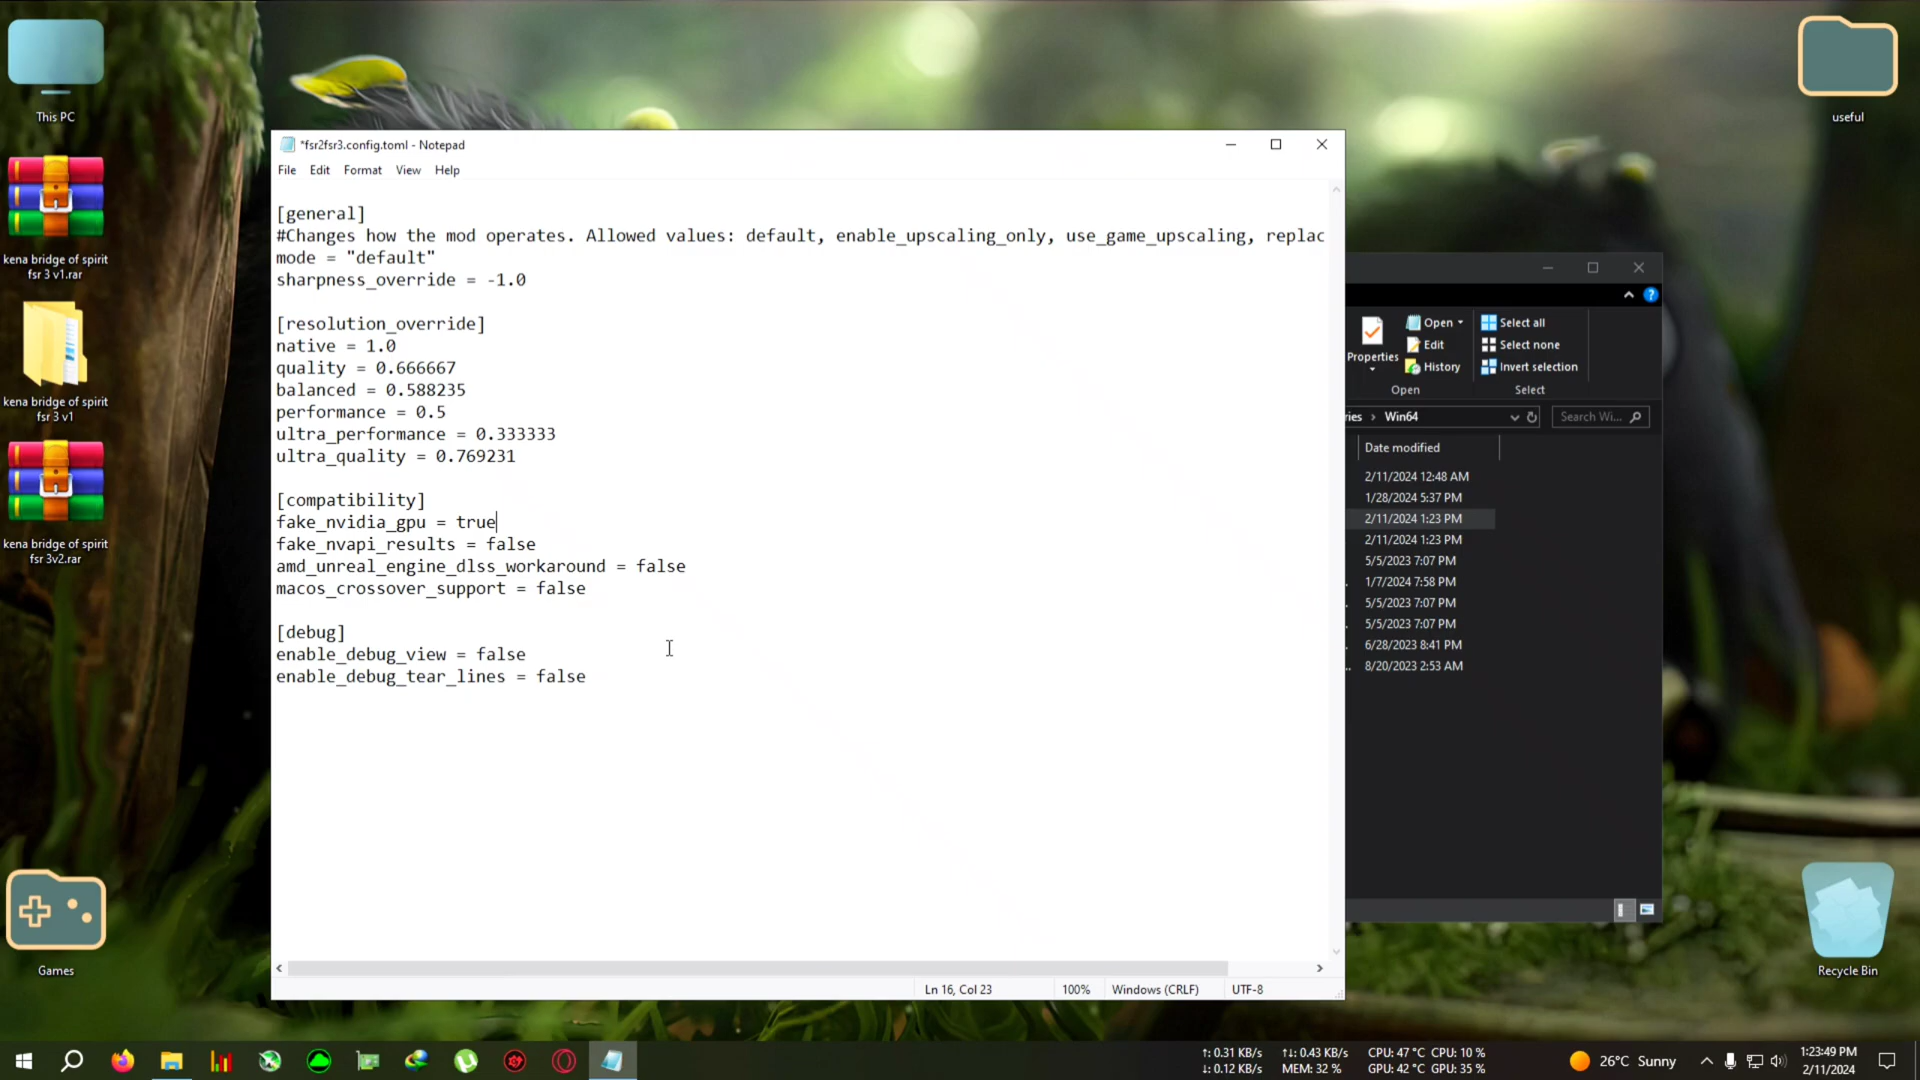 This PC
kena bridge of spirit
fsr 3 v1.rar
kena bridge of spirit
fsr 3 v1
kena bridge of spirit
fsr 3v2.rar
Games
useful
Recycle Bin
*fsr2fsr3.config.toml - Notepad
File Edit Format View Help
[general]
#Changes how the mod operates. Allowed values: default, enable_upscaling_only, use_game_upscaling, replac
mode = "default"
sharpness_override = -1.0
[resolution_override]
native = 1.0
quality = 0.666667
balanced = 0.588235
performance = 0.5
ultra_performance = 0.333333
ultra_quality = 0.769231
[compatibility]
fake_nvidia_gpu = true
fake_nvapi_results = false
amd_unreal_engine_dlss_workaround = false
macos_crossover_support = false
[debug]
enable_debug_view = false
enable_debug_tear_lines = false
Ln 16, Col 23 100% Windows (CRLF) UTF-8
Properties
Open
Edit
History
Open
Select all
Select none
Invert selection
Select
ries > Win64
Search Wi...
Date modified
2/11/2024 12:48 AM
1/28/2024 5:37 PM
2/11/2024 1:23 PM
2/11/2024 1:23 PM
5/5/2023 7:07 PM
1/7/2024 7:58 PM
5/5/2023 7:07 PM
5/5/2023 7:07 PM
6/28/2023 8:41 PM
8/20/2023 2:53 AM
↑: 0.31 KB/s
↓: 0.12 KB/s
↑↓: 0.43 KB/s
MEM: 32 %
CPU: 47 °C CPU: 10 %
GPU: 42 °C GPU: 35 %
26°C Sunny
1:23:49 PM
2/11/2024